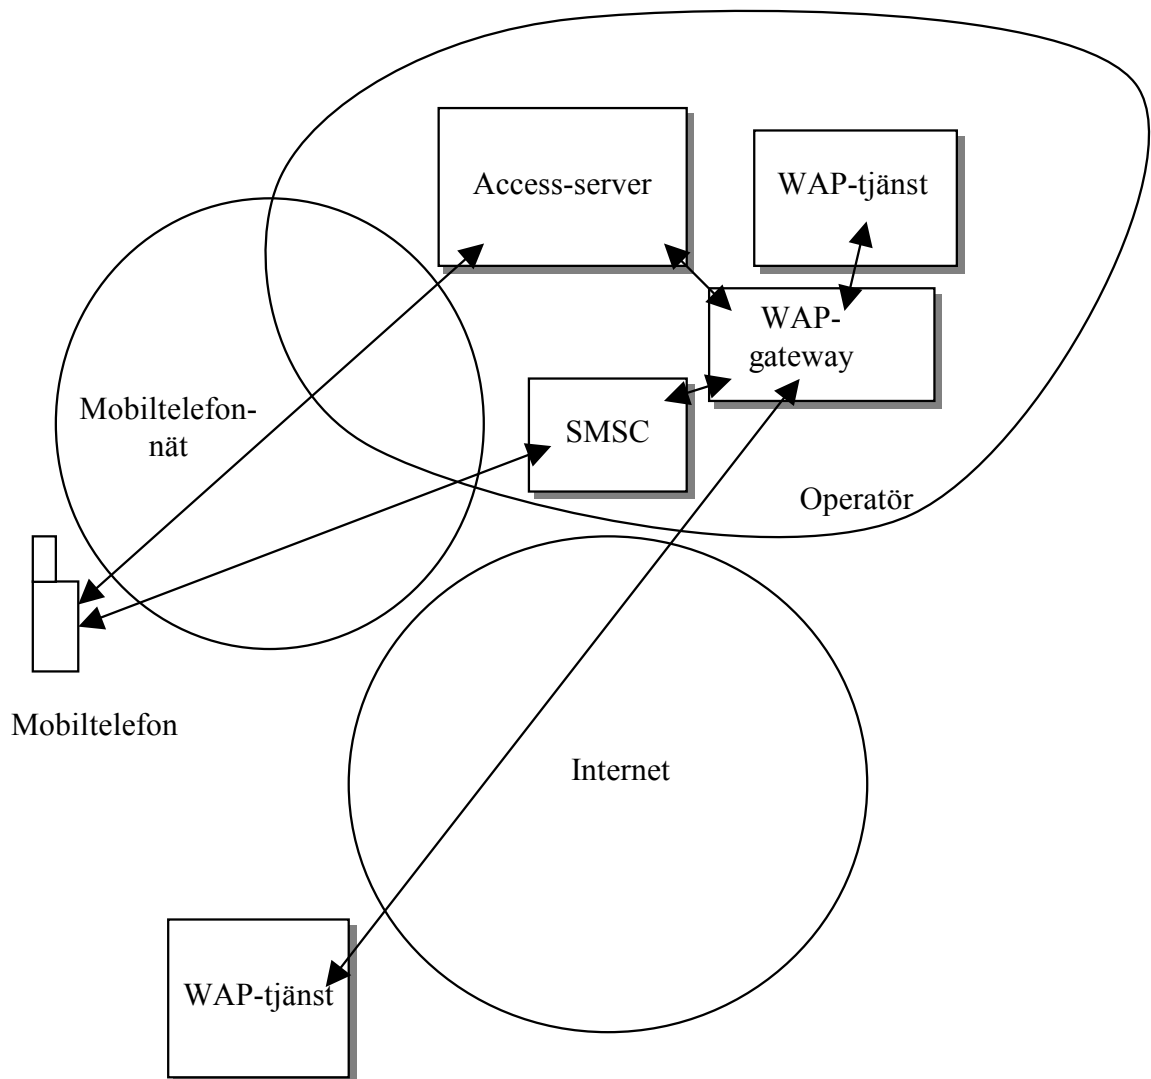 Access-server
WAP-tjänst
WAP-
gateway
Mobiltelefon-
nät
SMSC
Operatör
Mobiltelefon
Internet
WAP-tjänst